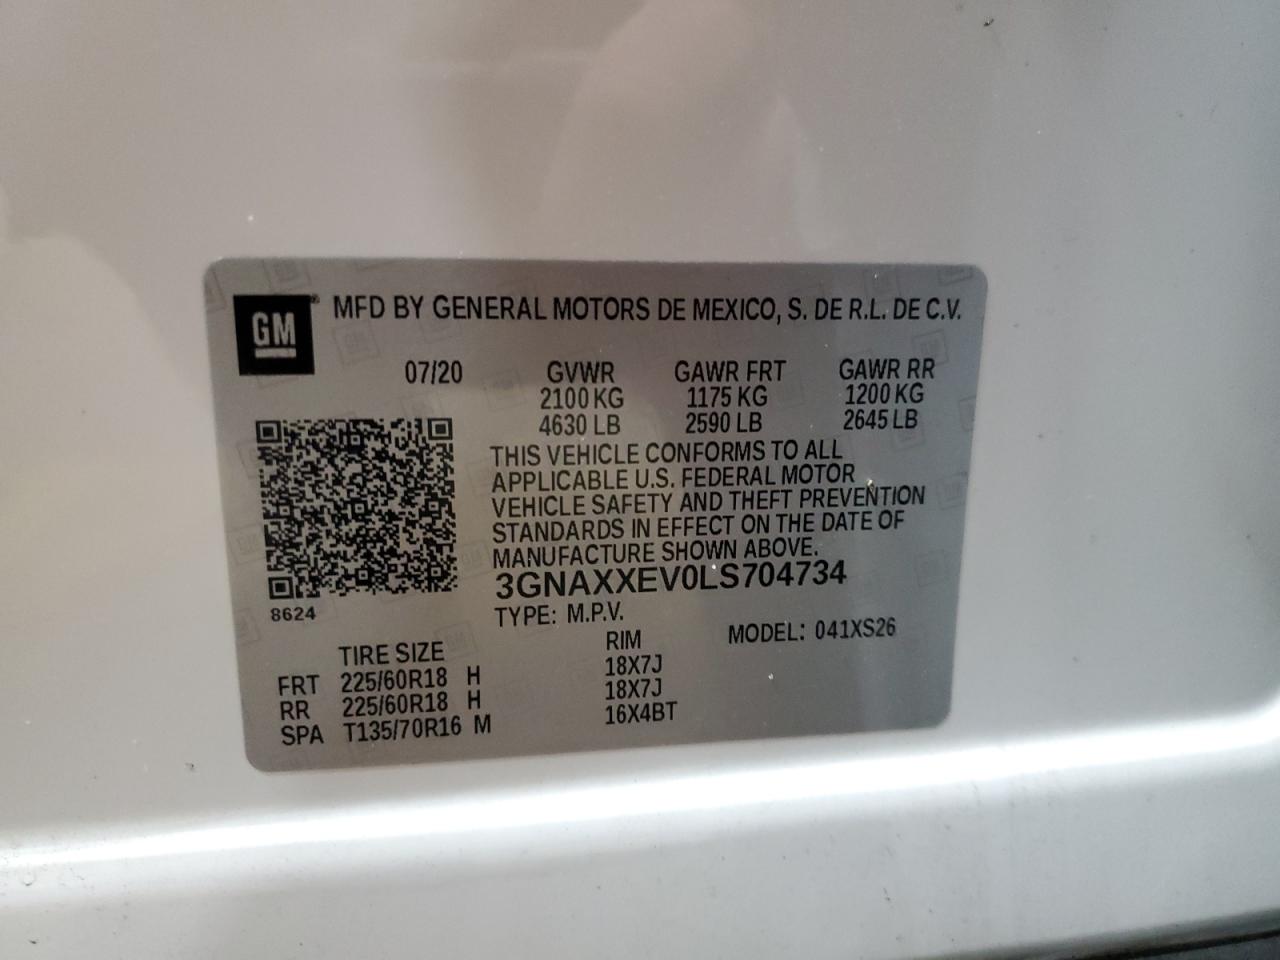 GM® MFD BY GENERAL MOTORS DE MEXICO, S. DE R.L. DE C.V.
07/20 GVWR GAWR FRT GAWR RR
2100 KG 1175 KG 1200 KG
4630 LB 2590 LB 2645 LB
THIS VEHICLE CONFORMS TO ALL
APPLICABLE U.S. FEDERAL MOTOR
VEHICLE SAFETY AND THEFT PREVENTION
STANDARDS IN EFFECT ON THE DATE OF
MANUFACTURE SHOWN ABOVE.
3GNAXXEV0LS704734
8624
TYPE: M.P.V.
MODEL: 041XS26
TIRE SIZE RIM
FRT 225/60R18 H 18X7J
RR 225/60R18 H 18X7J
SPA T135/70R16 M 16X4BT